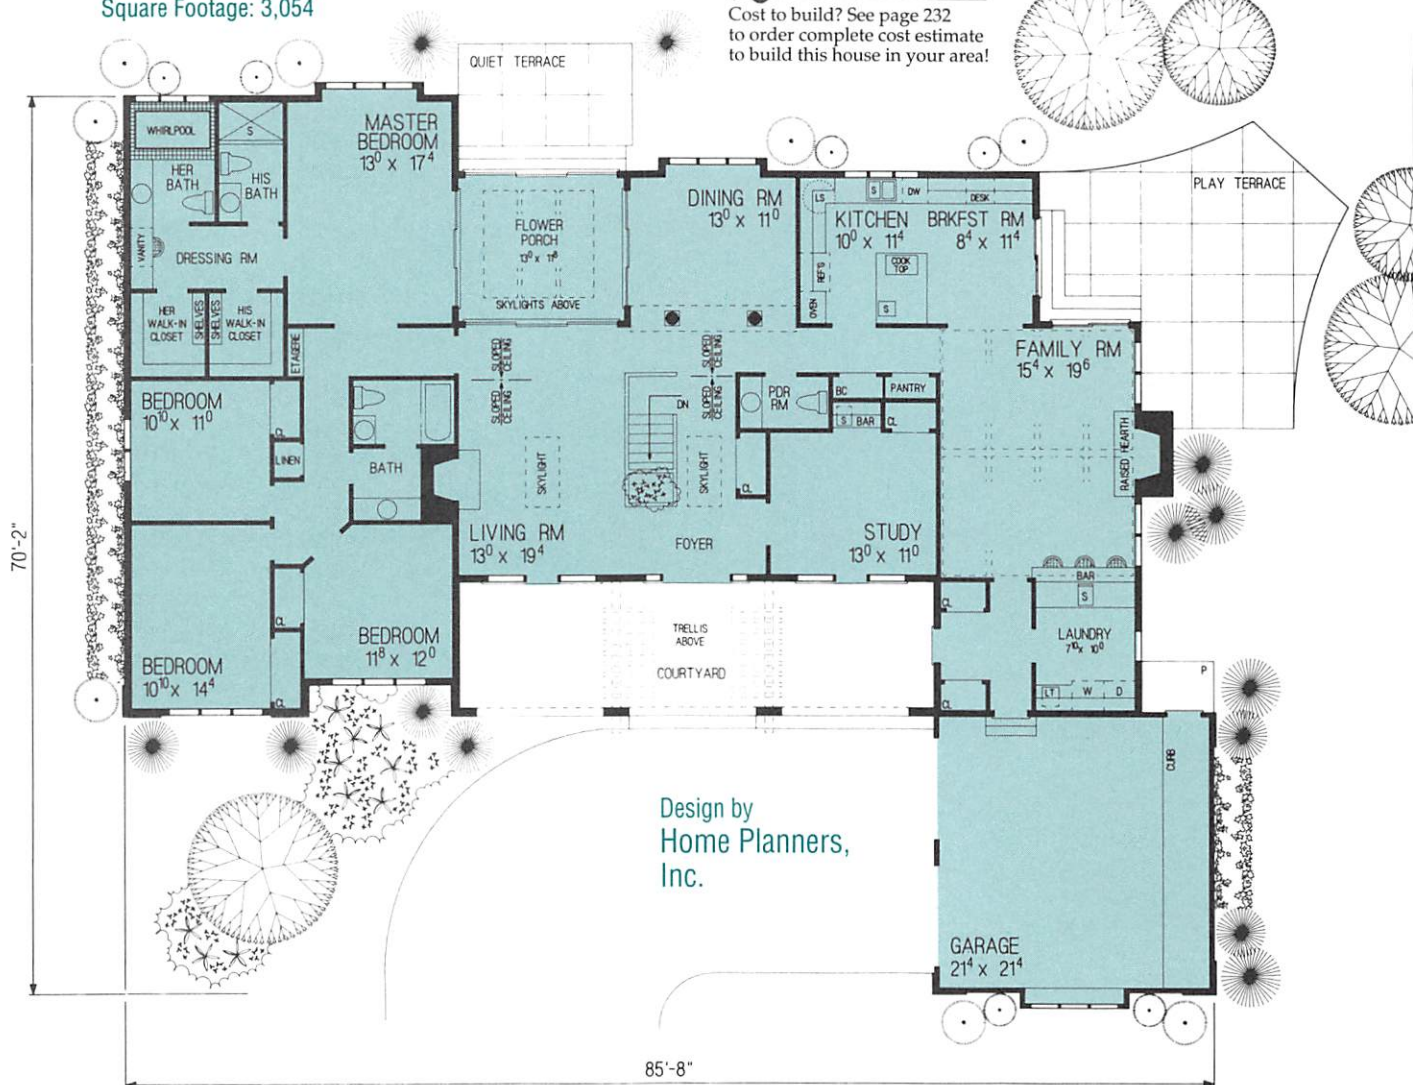 Square Footage: 3,054
Cost to build? See page 232
to order complete cost estimate
to build this house in your area!
QUIET TERRACE
WHIRLPOOL
S
HER
BATH
HIS
BATH
MASTER
BEDROOM
13⁰ x 17⁴
VANITY
DRESSING RM
HER
WALK-IN
CLOSET
SHELVES
SHELVES
HIS
WALK-IN
CLOSET
ETAGERE
FLOWER
PORCH
13⁰ x 11⁸
SKYLIGHTS ABOVE
DINING RM
13⁰ x 11⁰
LS
S
DW
DESK
KITCHEN
10⁰ x 11⁴
BRKFST RM
8⁴ x 11⁴
REF'G
OVEN
COOK
TOP
S
PLAY TERRACE
FAMILY RM
15⁴ x 19⁶
RAISED HEARTH
SLOPED
CEILING
SLOPED
CEILING
SLOPED
CEILING
SLOPED
CEILING
DN
PDR
RM
BC
PANTRY
S
BAR
CL
BEDROOM
10¹⁰ x 11⁰
CL
LINEN
BATH
SKYLIGHT
SKYLIGHT
CL
LIVING RM
13⁰ x 19⁴
FOYER
STUDY
13⁰ x 11⁰
BAR
S
CL
LAUNDRY
7¹⁰ x 10⁰
LT
W
D
CL
P
BEDROOM
10¹⁰ x 14⁴
CL
CL
BEDROOM
11⁸ x 12⁰
TRELLIS
ABOVE
COURTYARD
CURB
Design by
Home Planners,
Inc.
GARAGE
21⁴ x 21⁴
70'-2"
85'-8"